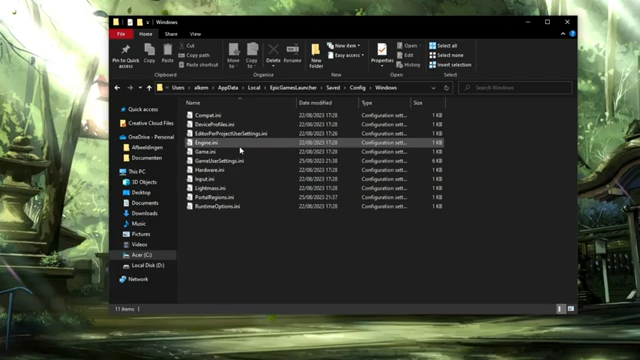 Windows
File Home Share View
Pin to Quick access Copy Paste Cut Copy path Paste shortcut Move to Copy to Delete Rename New Folder New item Easy access Properties Open Edit History Select all Select none Invert selection
Clipboard Organize New Open Select
Users › alkem › AppData › Local › EpicGamesLauncher › Saved › Config › Windows Search Windows
Name Date modified Type Size
Quick access
Creative Cloud Files
OneDrive - Personal
Afbeeldingen
Documenten
This PC
3D Objects
Desktop
Documents
Downloads
Music
Pictures
Videos
Acer (C:)
Local Disk (D:)
Network
Compat.ini 22/08/2023 17:28 Configuration sett... 1 KB
DeviceProfiles.ini 22/08/2023 17:28 Configuration sett... 1 KB
EditorPerProjectUserSettings.ini 22/08/2023 17:26 Configuration sett... 1 KB
Engine.ini 22/08/2023 17:28 Configuration sett... 1 KB
Game.ini 22/08/2023 17:28 Configuration sett... 1 KB
GameUserSettings.ini 25/08/2023 21:38 Configuration sett... 6 KB
Hardware.ini 22/08/2023 17:28 Configuration sett... 1 KB
Input.ini 22/08/2023 17:28 Configuration sett... 1 KB
Lightmass.ini 22/08/2023 17:28 Configuration sett... 1 KB
PortalRegions.ini 25/08/2023 21:37 Configuration sett... 1 KB
RuntimeOptions.ini 22/08/2023 17:28 Configuration sett... 1 KB
11 items